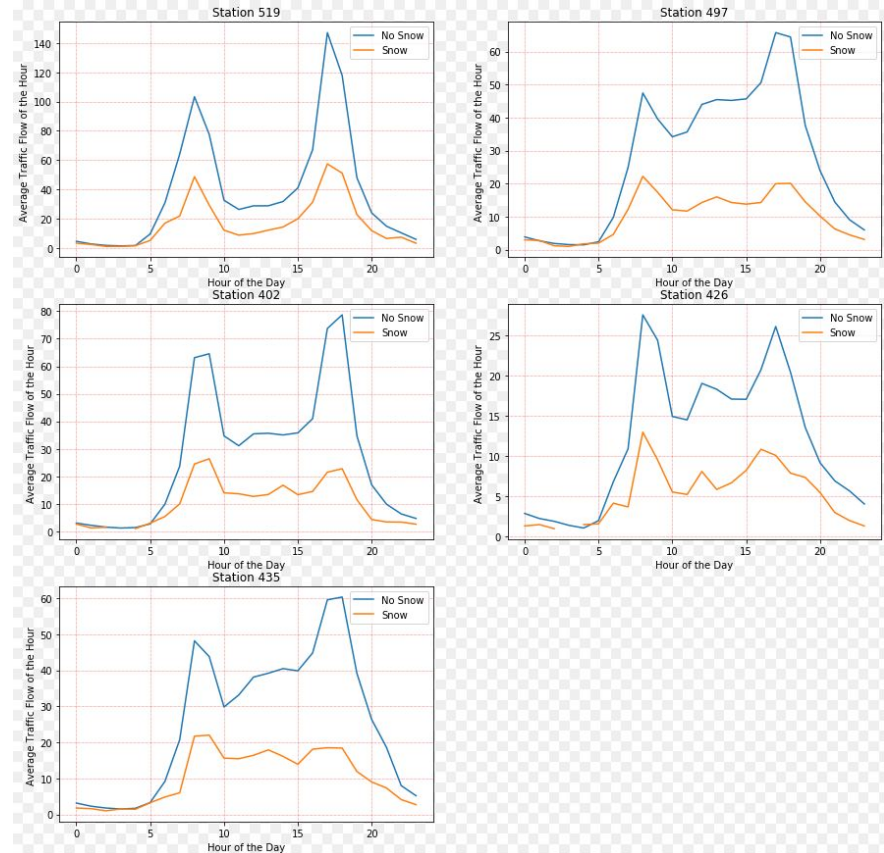 Station 519
No Snow
Snow
Average Traffic Flow of the Hour
140
120
100
80
60
40
20
0
0 5 10 15 20
Hour of the Day
Station 497
No Snow
Snow
Average Traffic Flow of the Hour
60
50
40
30
20
10
0
0 5 10 15 20
Hour of the Day
Station 402
No Snow
Snow
Average Traffic Flow of the Hour
80
70
60
50
40
30
20
10
0
0 5 10 15 20
Hour of the Day
Station 426
No Snow
Snow
Average Traffic Flow of the Hour
25
20
15
10
5
0
0 5 10 15 20
Hour of the Day
Station 435
No Snow
Snow
Average Traffic Flow of the Hour
60
50
40
30
20
10
0
0 5 10 15 20
Hour of the Day